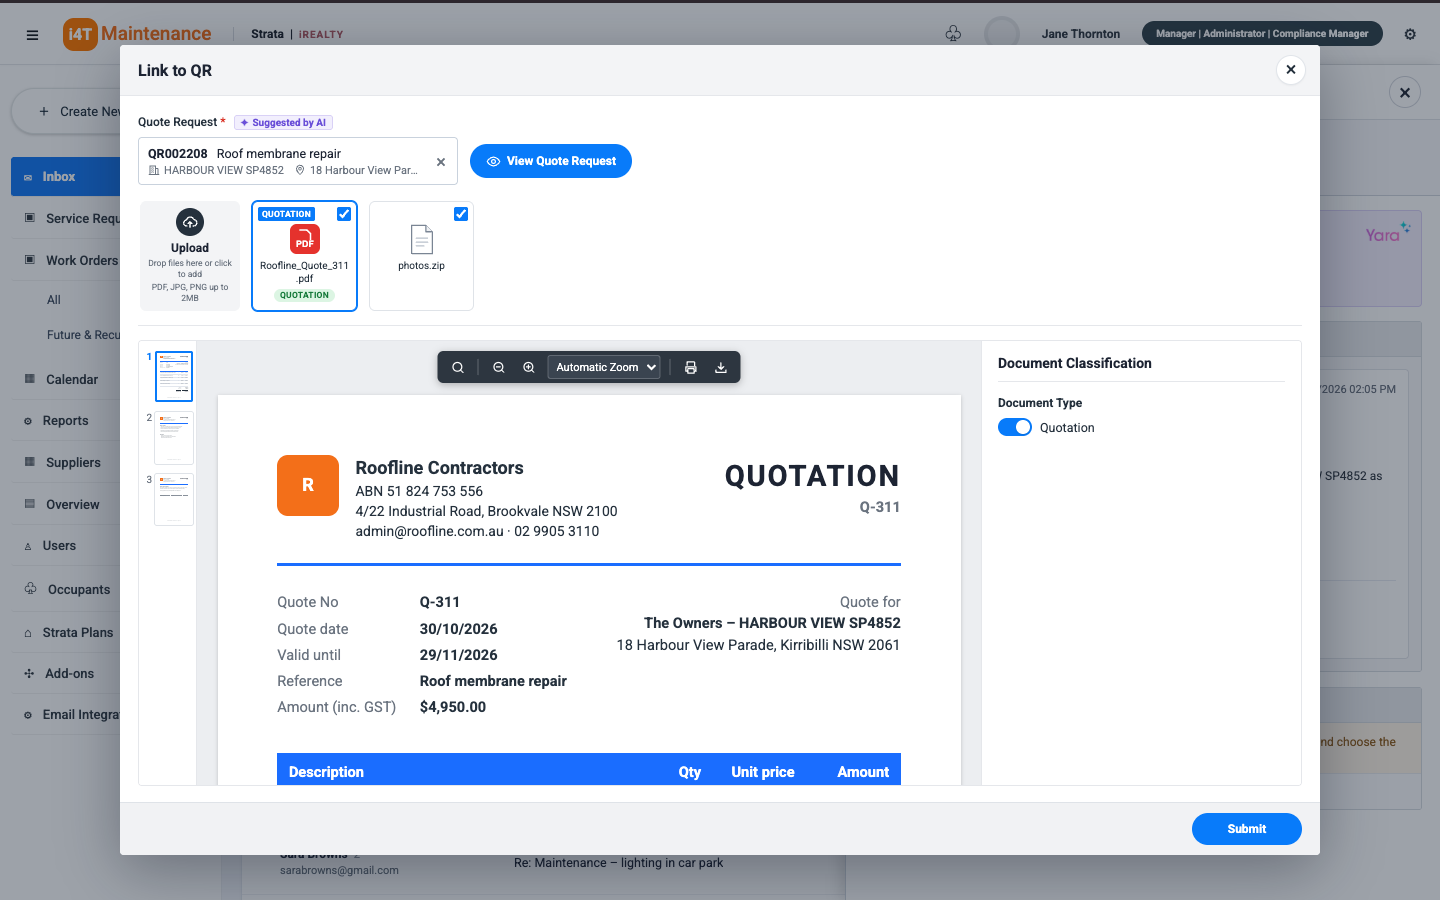 i4T Maintenance
Strata | iREALTY
Jane Thornton
Manager | Administrator | Compliance Manager
Link to QR
Create New
Inbox
Service Requ
Work Orders
All
Future & Recu
Calendar
Reports
Suppliers
Overview
Users
Occupants
Strata Plans
Add-ons
Email Integra
Quote Request * Suggested by AI
QR002208 Roof membrane repair
HARBOUR VIEW SP4852 18 Harbour View Par...
View Quote Request
Upload
Drop files here or click
to add
PDF, JPG, PNG up to
2MB
QUOTATION
PDF
Roofline_Quote_311
.pdf
QUOTATION
photos.zip
1
2
3
Automatic Zoom
R
Roofline Contractors
ABN 51 824 753 556
4/22 Industrial Road, Brookvale NSW 2100
admin@roofline.com.au · 02 9905 3110
QUOTATION
Q-311
Quote No Q-311
Quote date 30/10/2026
Valid until 29/11/2026
Reference Roof membrane repair
Amount (inc. GST) $4,950.00
Quote for
The Owners – HARBOUR VIEW SP4852
18 Harbour View Parade, Kirribilli NSW 2061
Description Qty Unit price Amount
Document Classification
Document Type
Quotation
Yara
/2026 02:05 PM
SP4852 as
nd choose the
Submit
sarabrowns@gmail.com
Re: Maintenance – lighting in car park